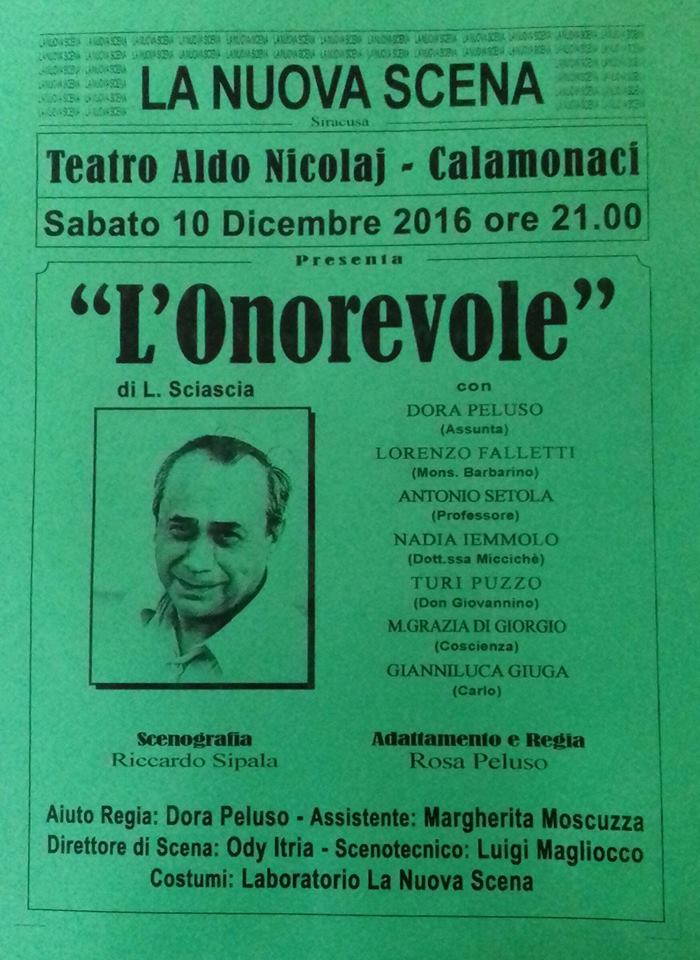 LA NUOVA SCENA
Siracusa
Teatro Aldo Nicolaj - Calamonaci
Sabato 10 Dicembre 2016 ore 21.00
Presenta
“L’Onorevole”
di L. Sciascia
con
DORA PELUSO
(Assunta)
LORENZO FALLETTI
(Mons. Barbarino)
ANTONIO SETOLA
(Professore)
NADIA IEMMOLO
(Dott.ssa Miccichè)
TURI PUZZO
(Don Giovannino)
M.GRAZIA DI GIORGIO
(Coscienza)
GIANNILUCA GIUGA
(Carlo)
Scenografia
Riccardo Sipala
Adattamento e Regia
Rosa Peluso
Aiuto Regia: Dora Peluso - Assistente: Margherita Moscuzza
Direttore di Scena: Ody Itria - Scenotecnico: Luigi Magliocco
Costumi: Laboratorio La Nuova Scena